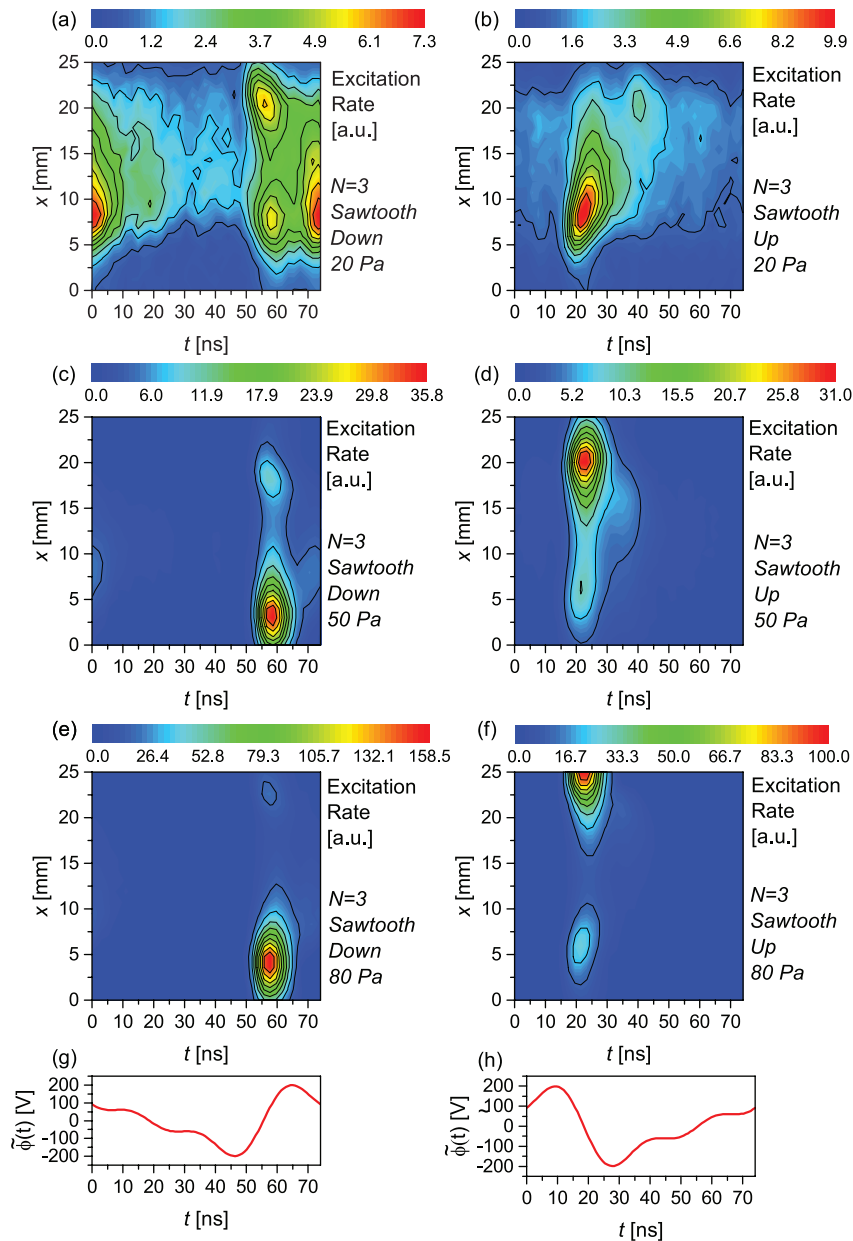 (a)
0.0 1.2 2.4 3.7 4.9 6.1 7.3
25
20
15
10
5
0
x [mm]
0 10 20 30 40 50 60 70
t [ns]
Excitation
Rate
[a.u.]
N=3
Sawtooth
Down
20 Pa
(b)
0.0 1.6 3.3 4.9 6.6 8.2 9.9
25
20
15
10
5
0
x [mm]
0 10 20 30 40 50 60 70
t [ns]
Excitation
Rate
[a.u.]
N=3
Sawtooth
Up
20 Pa
(c)
0.0 6.0 11.9 17.9 23.9 29.8 35.8
25
20
15
10
5
0
x [mm]
0 10 20 30 40 50 60 70
t [ns]
Excitation
Rate
[a.u.]
N=3
Sawtooth
Down
50 Pa
(d)
0.0 5.2 10.3 15.5 20.7 25.8 31.0
25
20
15
10
5
0
x [mm]
0 10 20 30 40 50 60 70
t [ns]
Excitation
Rate
[a.u.]
N=3
Sawtooth
Up
50 Pa
(e)
0.0 26.4 52.8 79.3 105.7 132.1 158.5
25
20
15
10
5
0
x [mm]
0 10 20 30 40 50 60 70
t [ns]
Excitation
Rate
[a.u.]
N=3
Sawtooth
Down
80 Pa
(f)
0.0 16.7 33.3 50.0 66.7 83.3 100.0
25
20
15
10
5
0
x [mm]
0 10 20 30 40 50 60 70
t [ns]
Excitation
Rate
[a.u.]
N=3
Sawtooth
Up
80 Pa
(g)
200
100
0
-100
-200
ϕ̃(t) [V]
0 10 20 30 40 50 60 70
t [ns]
(h)
200
100
0
-100
-200
ϕ̃(t) [V]
0 10 20 30 40 50 60 70
t [ns]